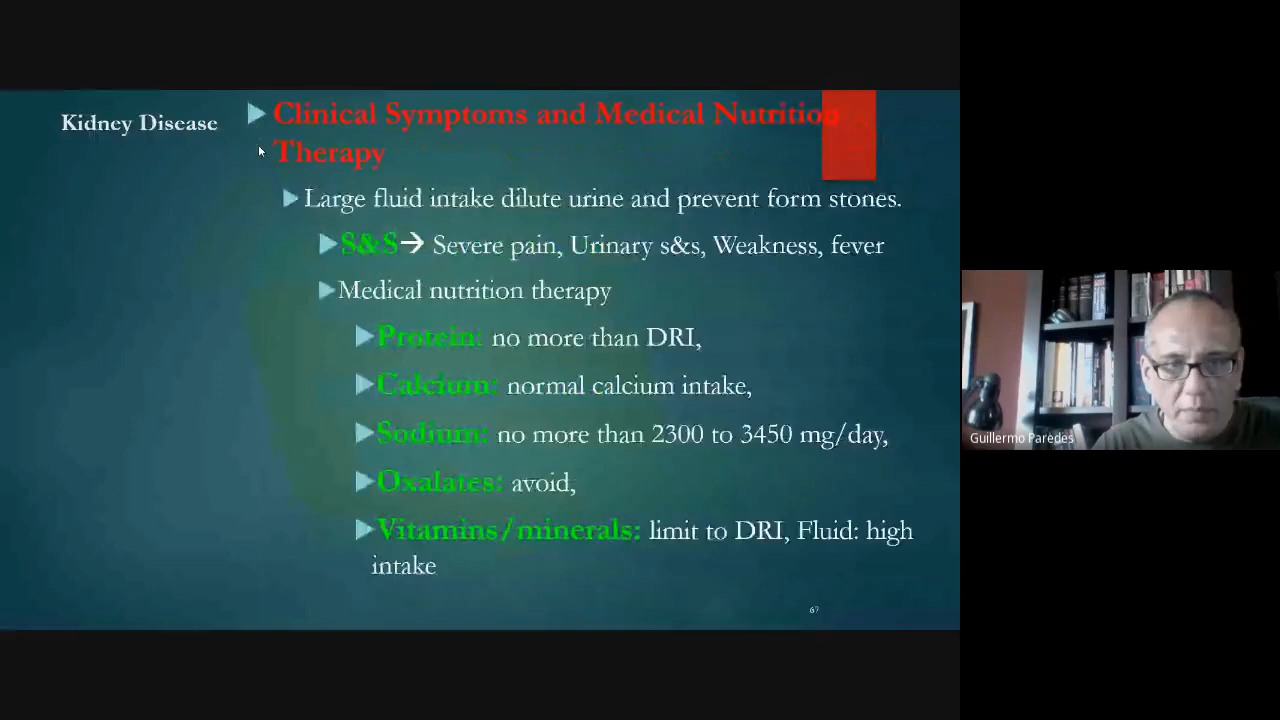 Kidney Disease
Clinical Symptoms and Medical Nutrition
Therapy
Large fluid intake dilute urine and prevent form stones.
S&S→ Severe pain, Urinary s&s, Weakness, fever
Medical nutrition therapy
Protein: no more than DRI,
Calcium: normal calcium intake,
Sodium: no more than 2300 to 3450 mg/day,
Oxalates: avoid,
Vitamins/minerals: limit to DRI, Fluid: high
intake
67
Guillermo Paredes